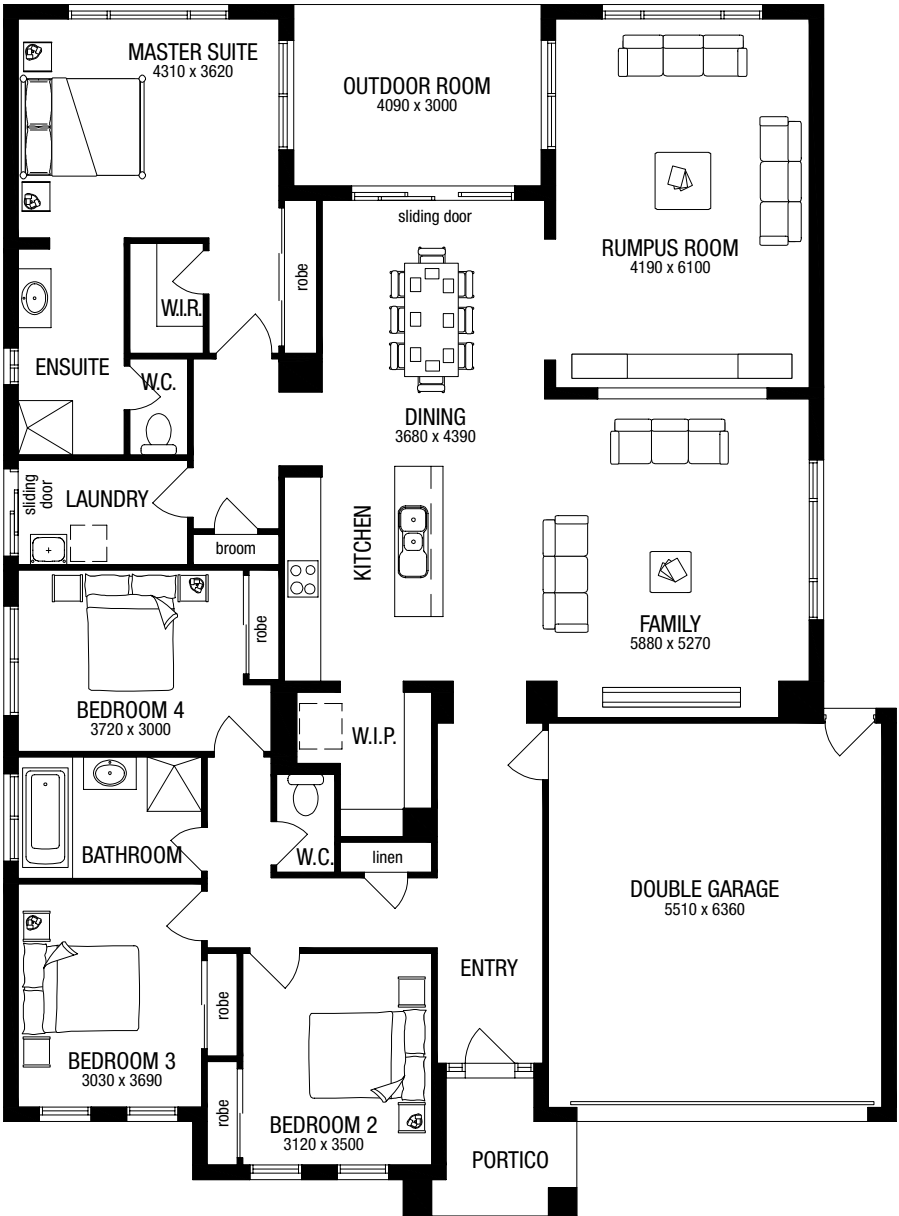 MASTER SUITE
4310 x 3620
OUTDOOR ROOM
4090 x 3000
sliding door
RUMPUS ROOM
4190 x 6100
robe
W.I.R.
ENSUITE
W.C.
DINING
3680 x 4390
sliding
door
LAUNDRY
KITCHEN
broom
robe
FAMILY
5880 x 5270
BEDROOM 4
3720 x 3000
W.I.P.
BATHROOM
W.C.
linen
DOUBLE GARAGE
5510 x 6360
ENTRY
robe
BEDROOM 3
3030 x 3690
robe
BEDROOM 2
3120 x 3500
PORTICO